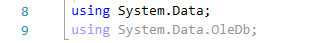 8 using System.Data;
9 using System.Data.OleDb;